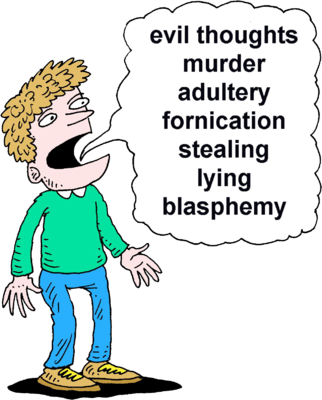 evil thoughts
murder
adultery
fornication
stealing
lying
blasphemy